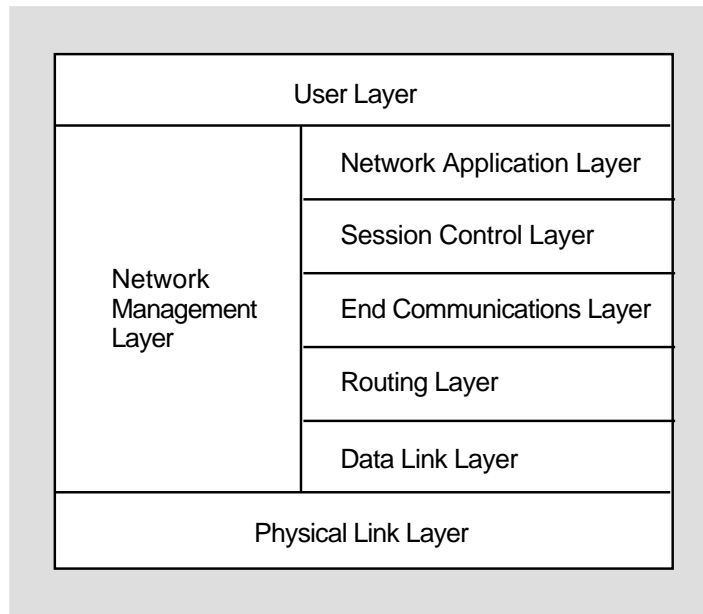 User Layer
Network
Management
Layer
Network Application Layer
Session Control Layer
End Communications Layer
Routing Layer
Data Link Layer
Physical Link Layer